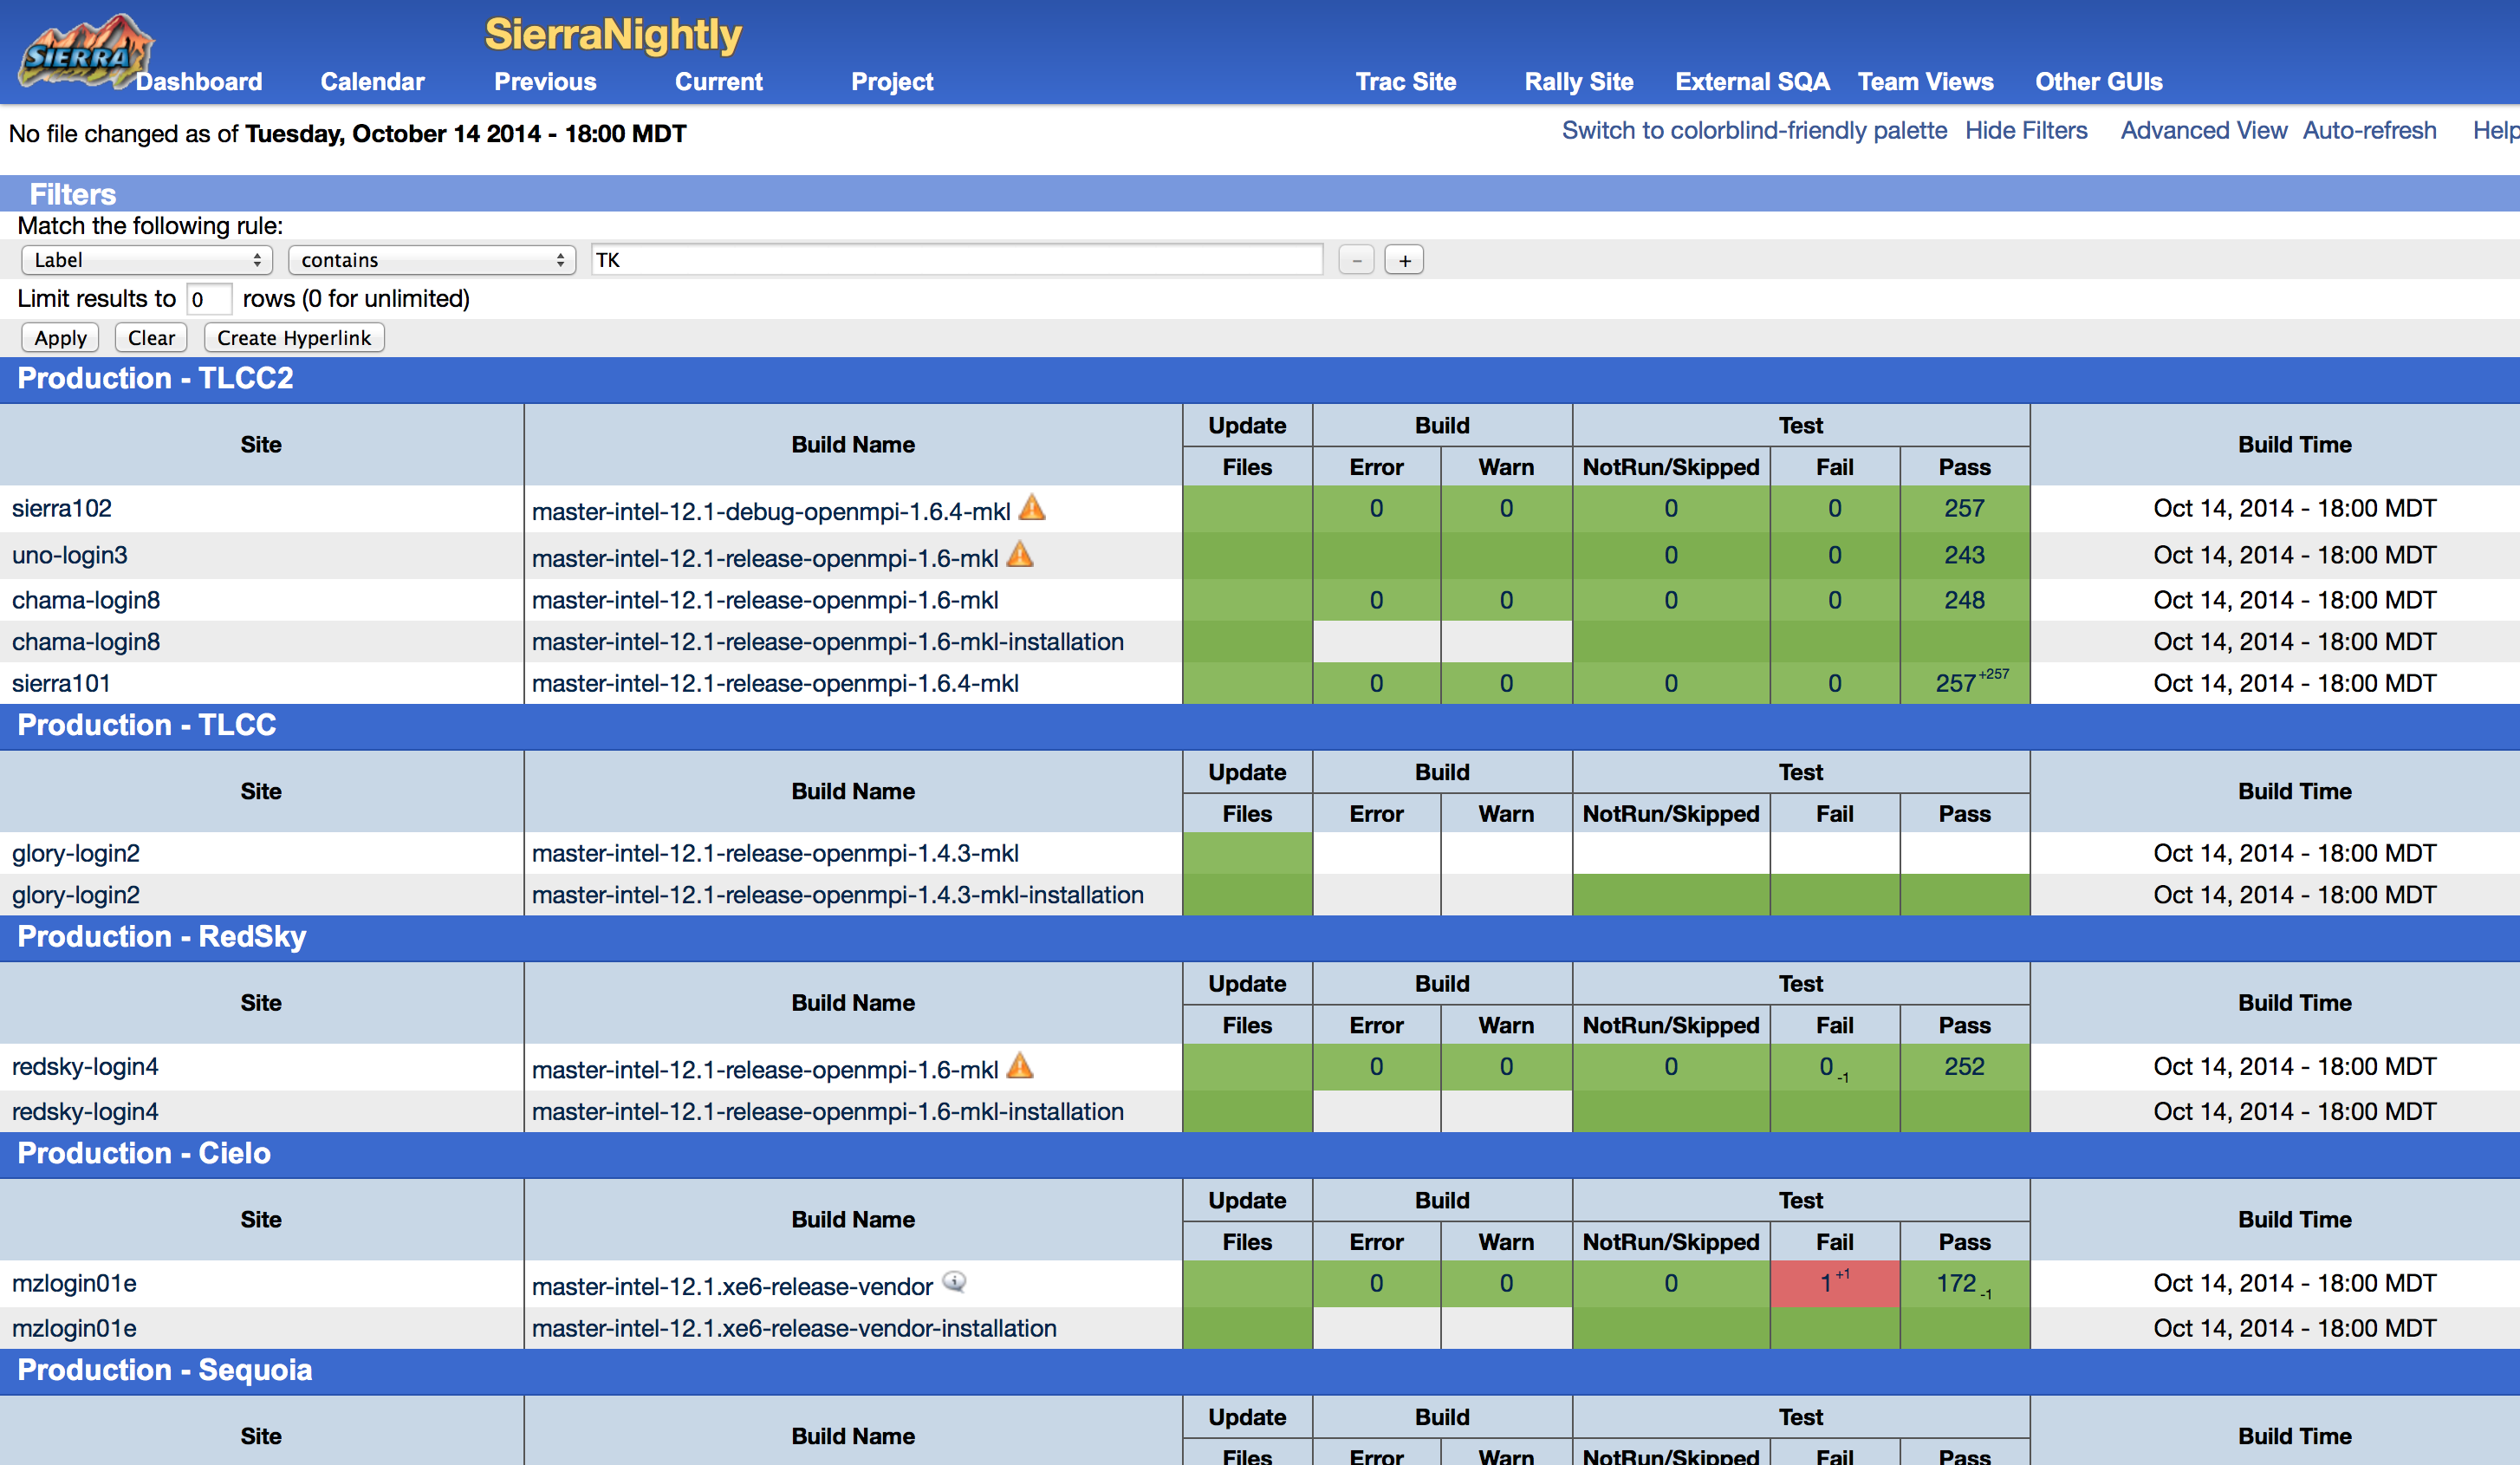 SIERRA
SierraNightly
Dashboard Calendar Previous Current Project Trac Site Rally Site External SQA Team Views Other GUIs
No file changed as of Tuesday, October 14 2014 - 18:00 MDT
Switch to colorblind-friendly palette Hide Filters Advanced View Auto-refresh Help
Filters
Match the following rule:
Label contains TK - +
Limit results to 0 rows (0 for unlimited)
Apply Clear Create Hyperlink
Production - TLCC2
Site Build Name Update Build Test Build Time
Files Error Warn NotRun/Skipped Fail Pass
sierra102 master-intel-12.1-debug-openmpi-1.6.4-mkl 0 0 0 0 257 Oct 14, 2014 - 18:00 MDT
uno-login3 master-intel-12.1-release-openmpi-1.6-mkl 0 0 243 Oct 14, 2014 - 18:00 MDT
chama-login8 master-intel-12.1-release-openmpi-1.6-mkl 0 0 0 0 248 Oct 14, 2014 - 18:00 MDT
chama-login8 master-intel-12.1-release-openmpi-1.6-mkl-installation Oct 14, 2014 - 18:00 MDT
sierra101 master-intel-12.1-release-openmpi-1.6.4-mkl 0 0 0 0 257 +257 Oct 14, 2014 - 18:00 MDT
Production - TLCC
Site Build Name Update Build Test Build Time
Files Error Warn NotRun/Skipped Fail Pass
glory-login2 master-intel-12.1-release-openmpi-1.4.3-mkl Oct 14, 2014 - 18:00 MDT
glory-login2 master-intel-12.1-release-openmpi-1.4.3-mkl-installation Oct 14, 2014 - 18:00 MDT
Production - RedSky
Site Build Name Update Build Test Build Time
Files Error Warn NotRun/Skipped Fail Pass
redsky-login4 master-intel-12.1-release-openmpi-1.6-mkl 0 0 0 0 -1 252 Oct 14, 2014 - 18:00 MDT
redsky-login4 master-intel-12.1-release-openmpi-1.6-mkl-installation Oct 14, 2014 - 18:00 MDT
Production - Cielo
Site Build Name Update Build Test Build Time
Files Error Warn NotRun/Skipped Fail Pass
mzlogin01e master-intel-12.1.xe6-release-vendor 0 0 0 1 +1 172 -1 Oct 14, 2014 - 18:00 MDT
mzlogin01e master-intel-12.1.xe6-release-vendor-installation Oct 14, 2014 - 18:00 MDT
Production - Sequoia
Site Build Name Update Build Test Build Time
Files Error Warn NotRun/Skipped Fail Pass